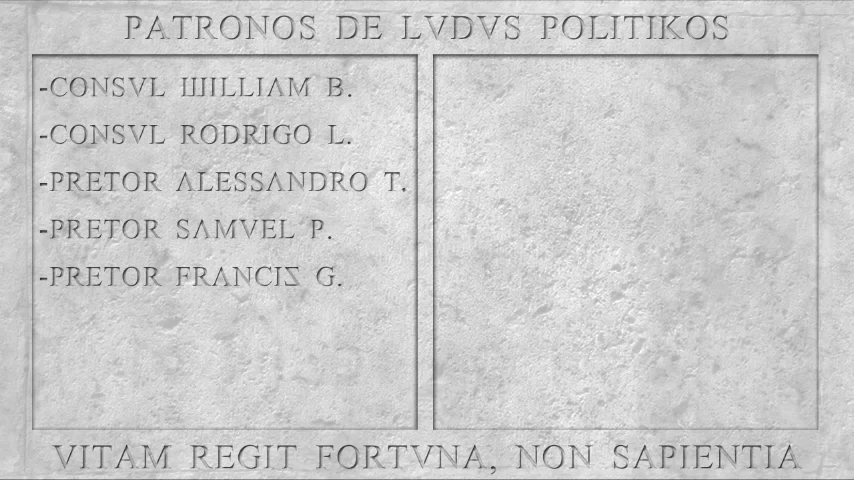 PATRONOS DE LVDVS POLITIKOS
-CONSVL WILLIAM B.
-CONSVL RODRIGO L.
-PRETOR ALESSANDRO T.
-PRETOR SAMVEL P.
-PRETOR FRANCIZ G.
VITAM REGIT FORTVNA, NON SAPIENTIA